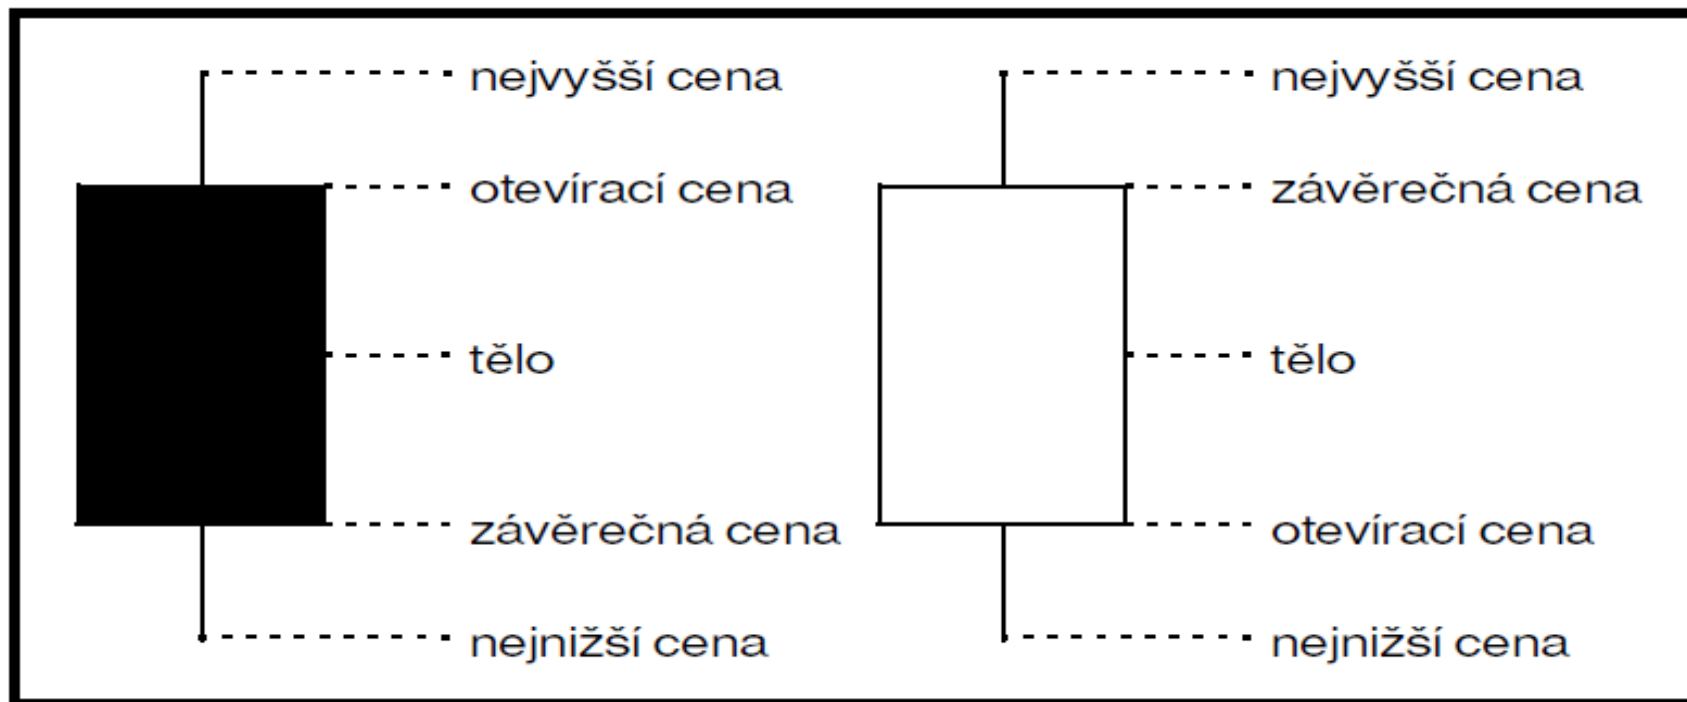 nejvyšší cena
otevírací cena
tělo
závěrečná cena
nejnižší cena
nejvyšší cena
závěrečná cena
tělo
otevírací cena
nejnižší cena